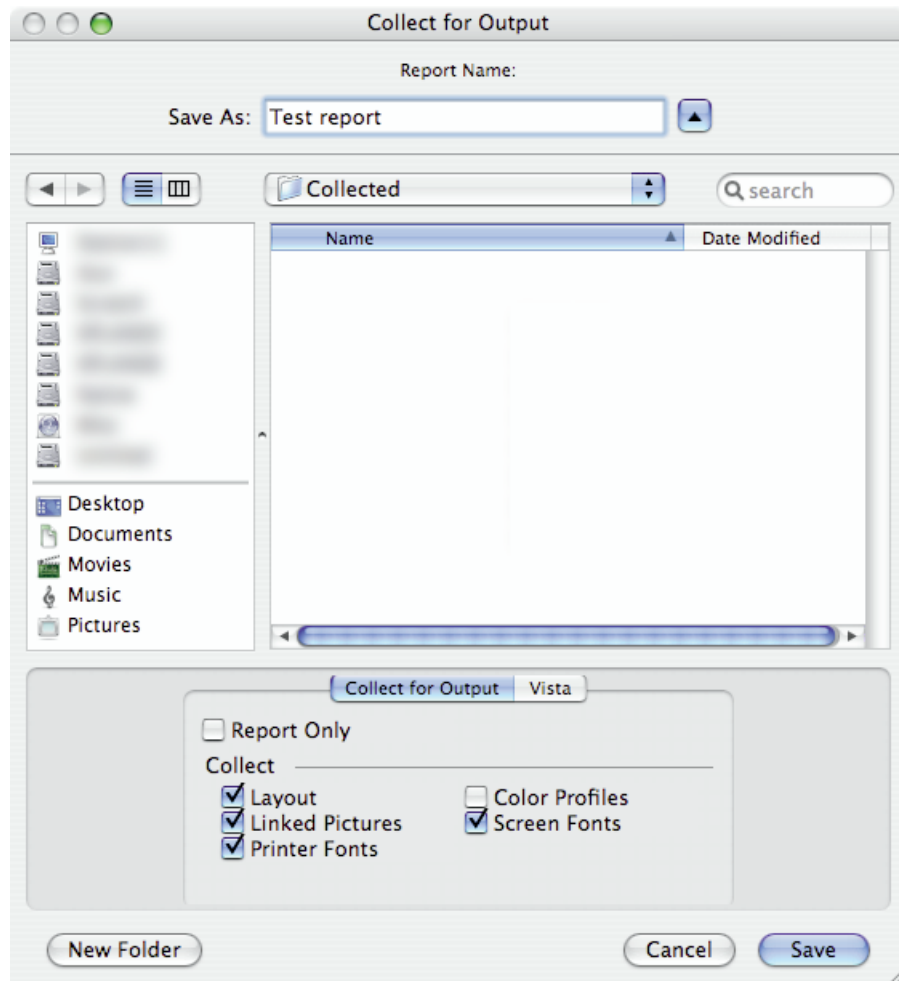 Collect for Output
Report Name:
Save As: Test report
Collected
search
Name Date Modified
Desktop
Documents
Movies
Music
Pictures
Collect for Output Vista
Report Only
Collect
Layout Color Profiles
Linked Pictures Screen Fonts
Printer Fonts
New Folder Cancel Save